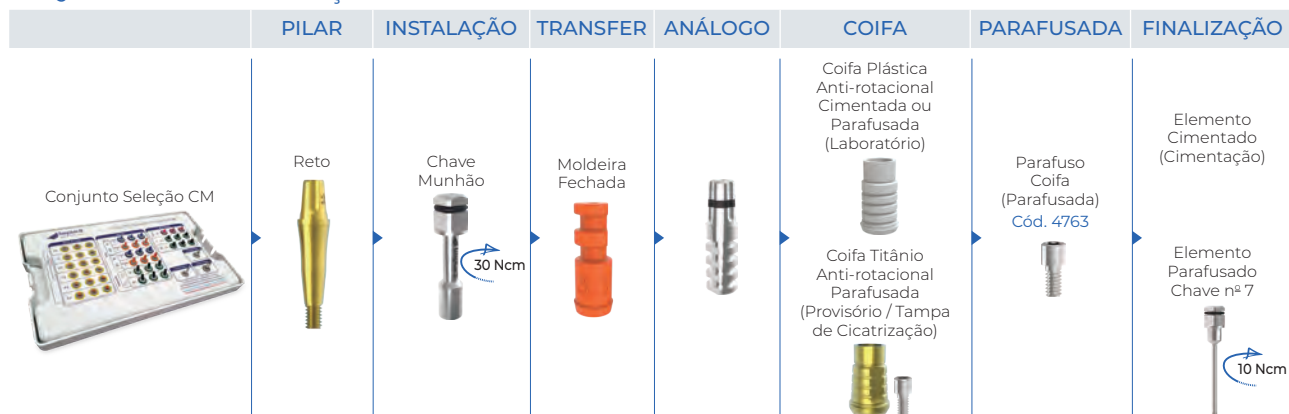 PILAR
INSTALAÇÃO
TRANSFER
ANÁLOGO
COIFA
PARAFUSADA
FINALIZAÇÃO
Conjunto Seleção CM
Reto
Chave
Munhão
30 Ncm
Moldeira
Fechada
Coifa Plástica
Anti-rotacional
Cimentada ou
Parafusada
(Laboratório)
Coifa Titânio
Anti-rotacional
Parafusada
(Provisório / Tampa
de Cicatrização)
Parafuso
Coifa
(Parafusada)
Cód. 4763
Elemento
Cimentado
(Cimentação)
Elemento
Parafusado
Chave nº 7
10 Ncm